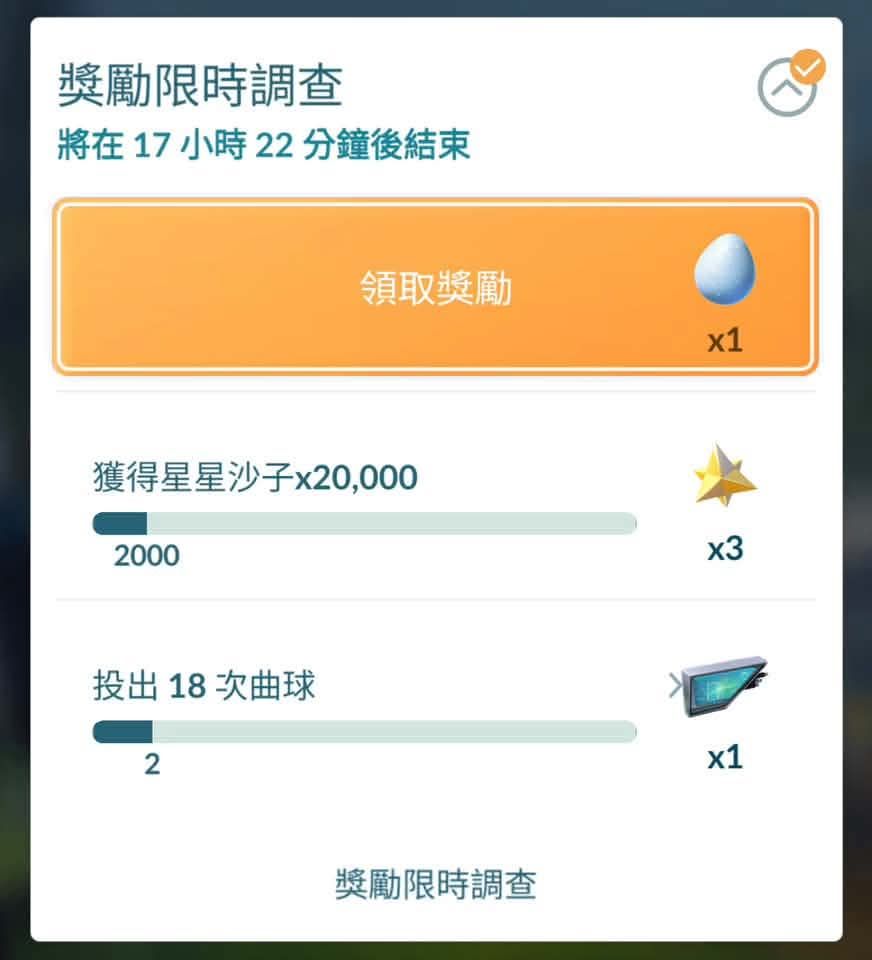 獎勵限時調查
將在 17 小時 22 分鐘後結束
領取獎勵
x1
獲得星星沙子x20,000
2000
x3
投出 18 次曲球
2
x1
獎勵限時調查